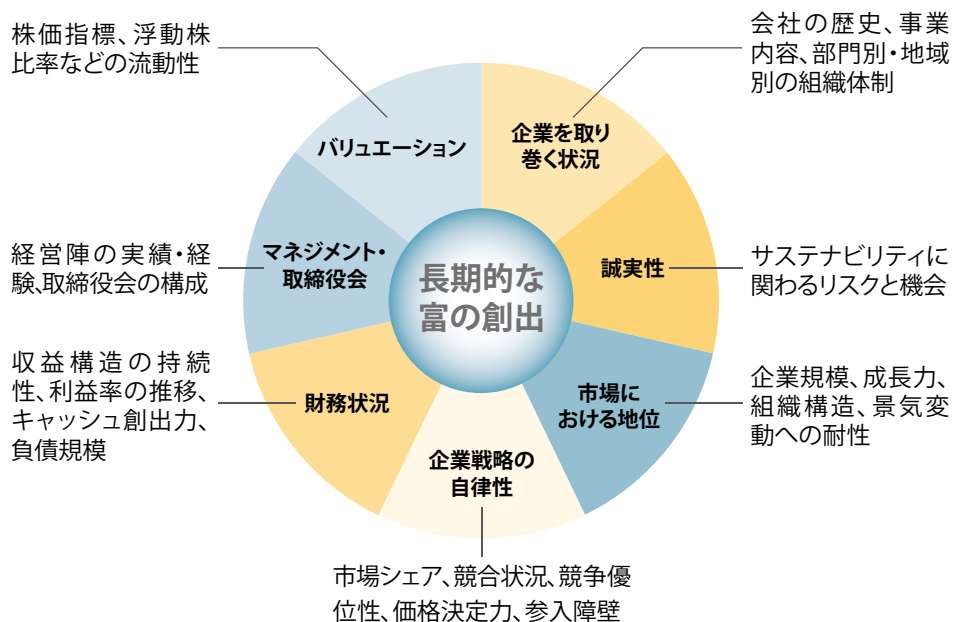 株価指標、浮動株
比率などの流動性
会社の歴史、事業
内容、部門別・地域
別の組織体制
バリュエーション
企業を取り
巻く状況
経営陣の実績・経
験、取締役会の構成
マネジメント・
取締役会
長期的な
富の創出
誠実性
サステナビリティに
関わるリスクと機会
収益構造の持続
性、利益率の推移、
キャッシュ創出力、
負債規模
財務状況
市場に
おける地位
企業規模、成長力、
組織構造、景気変
動への耐性
企業戦略の
自律性
市場シェア、競合状況、競争優
位性、価格決定力、参入障壁